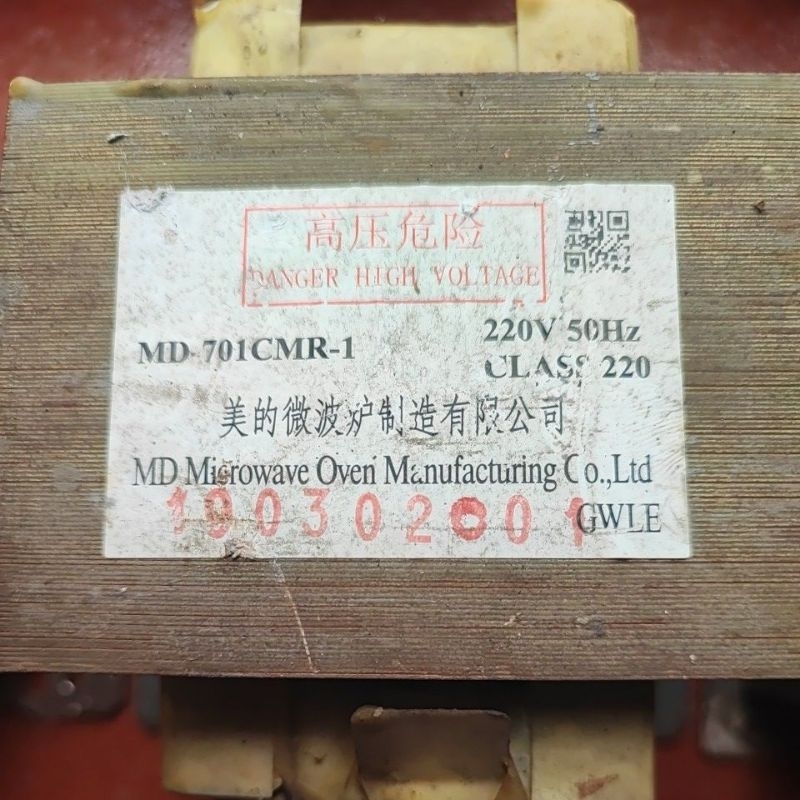 高压危险
DANGER HIGH VOLTAGE
MD-701CMR-1
220V 50Hz
CLASS 220
美的微波炉制造有限公司
MD Microwave Oven Manufacturing Co.,Ltd
190302001
GWLE